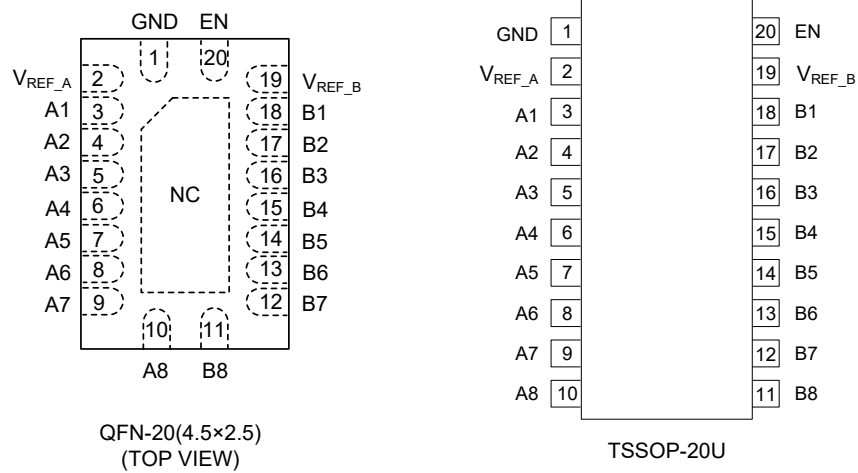 GND EN
1 20
V_REF_A 2 19 V_REF_B
A1 3 18 B1
A2 4 17 B2
A3 5 16 B3
A4 6 15 B4
A5 7 14 B5
A6 8 13 B6
A7 9 12 B7
NC
10 11
A8 B8
QFN-20(4.5×2.5)
(TOP VIEW)
GND 1 20 EN
V_REF_A 2 19 V_REF_B
A1 3 18 B1
A2 4 17 B2
A3 5 16 B3
A4 6 15 B4
A5 7 14 B5
A6 8 13 B6
A7 9 12 B7
A8 10 11 B8
TSSOP-20U